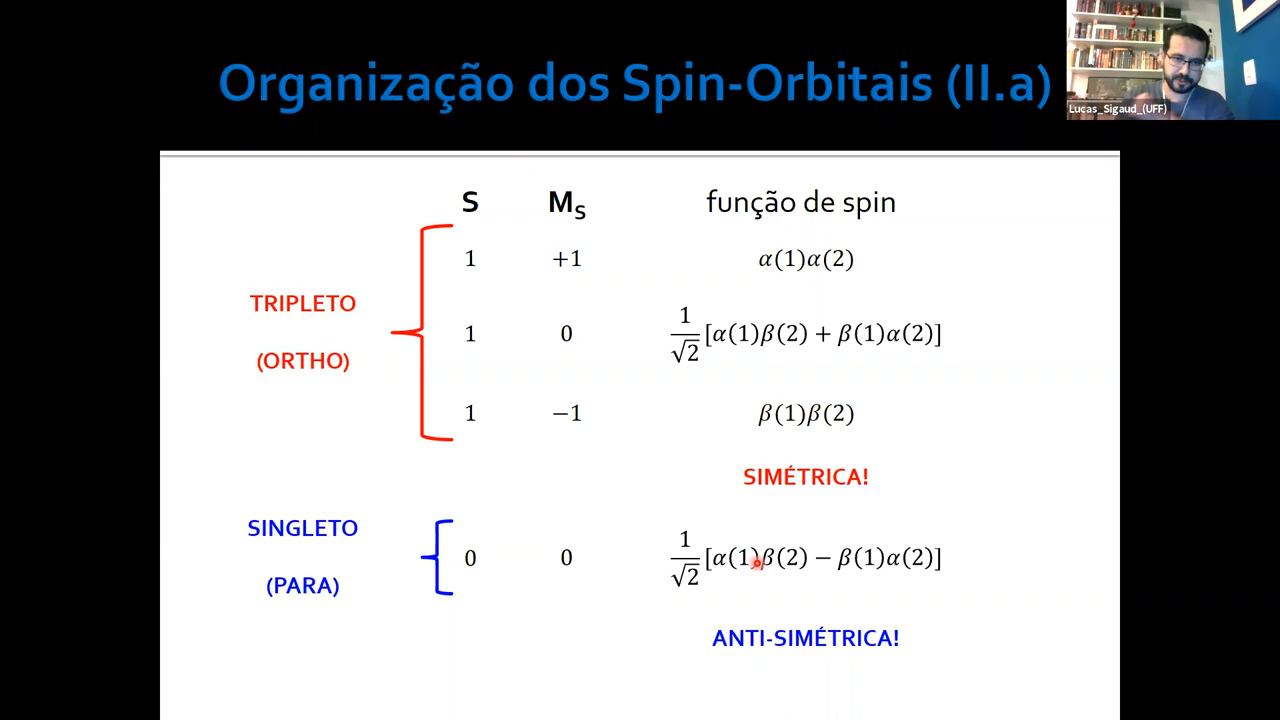 Organização dos Spin-Orbitais (II.a)
Lucas_Sigaud_(UFF)
S M_S função de spin
1 +1 α(1)α(2)
TRIPLETO
(ORTHO)
1 0 1/√2 [α(1)β(2) + β(1)α(2)]
1 −1 β(1)β(2)
SIMÉTRICA!
SINGLETO
(PARA)
0 0 1/√2 [α(1)β(2) − β(1)α(2)]
ANTI-SIMÉTRICA!